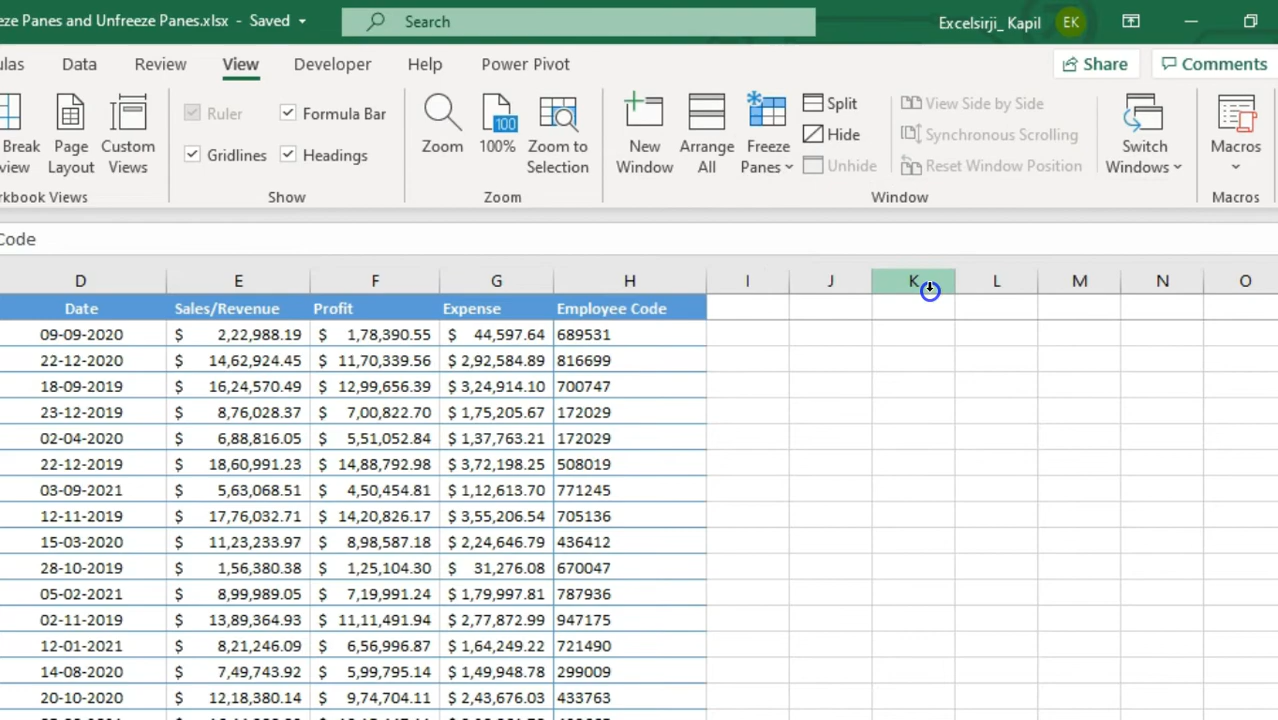 eze Panes and Unfreeze Panes.xlsx - Saved
Search
Excelsirji_ Kapil EK
ulas Data Review View Developer Help Power Pivot Share Comments
Break
view
Page
Layout
Custom
Views
Ruler Formula Bar
Gridlines Headings
Zoom
100
100%
Zoom to
Selection
New
Window
Arrange
All
Freeze
Panes
Split
Hide
Unhide
View Side by Side
Synchronous Scrolling
Reset Window Position
Switch
Windows
Macros
rkbook Views Show Zoom Window Macros
Code
D E F G H I J K L M N O
Date Sales/Revenue Profit Expense Employee Code
09-09-2020 $ 2,22,988.19 $ 1,78,390.55 $ 44,597.64 689531
22-12-2020 $ 14,62,924.45 $ 11,70,339.56 $ 2,92,584.89 816699
18-09-2019 $ 16,24,570.49 $ 12,99,656.39 $ 3,24,914.10 700747
23-12-2019 $ 8,76,028.37 $ 7,00,822.70 $ 1,75,205.67 172029
02-04-2020 $ 6,88,816.05 $ 5,51,052.84 $ 1,37,763.21 172029
22-12-2019 $ 18,60,991.23 $ 14,88,792.98 $ 3,72,198.25 508019
03-09-2021 $ 5,63,068.51 $ 4,50,454.81 $ 1,12,613.70 771245
12-11-2019 $ 17,76,032.71 $ 14,20,826.17 $ 3,55,206.54 705136
15-03-2020 $ 11,23,233.97 $ 8,98,587.18 $ 2,24,646.79 436412
28-10-2019 $ 1,56,380.38 $ 1,25,104.30 $ 31,276.08 670047
05-02-2021 $ 8,99,989.05 $ 7,19,991.24 $ 1,79,997.81 787936
02-11-2019 $ 13,89,364.93 $ 11,11,491.94 $ 2,77,872.99 947175
12-01-2021 $ 8,21,246.09 $ 6,56,996.87 $ 1,64,249.22 721490
14-08-2020 $ 7,49,743.92 $ 5,99,795.14 $ 1,49,948.78 299009
20-10-2020 $ 12,18,380.14 $ 9,74,704.11 $ 2,43,676.03 433763